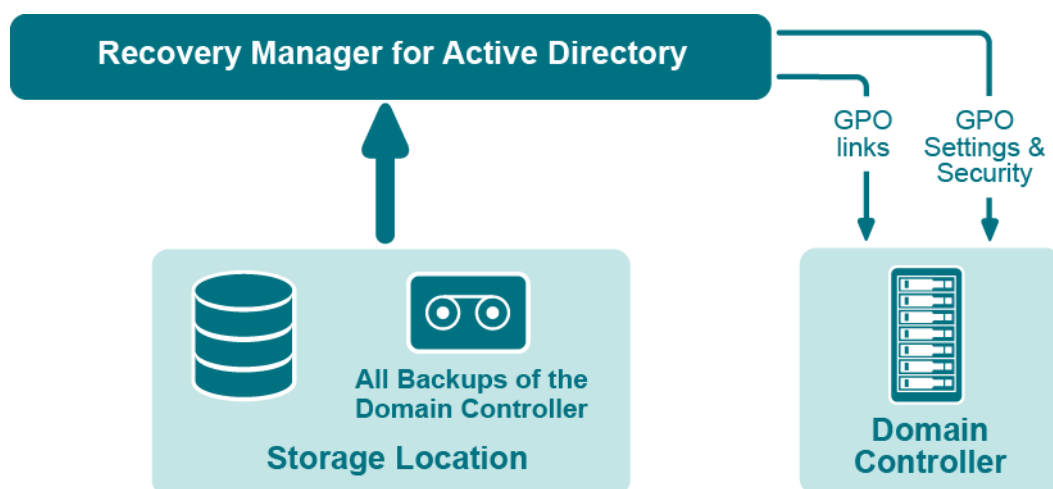 Recovery Manager for Active Directory
GPO
links
GPO
Settings &
Security
All Backups of the
Domain Controller
Storage Location
Domain
Controller